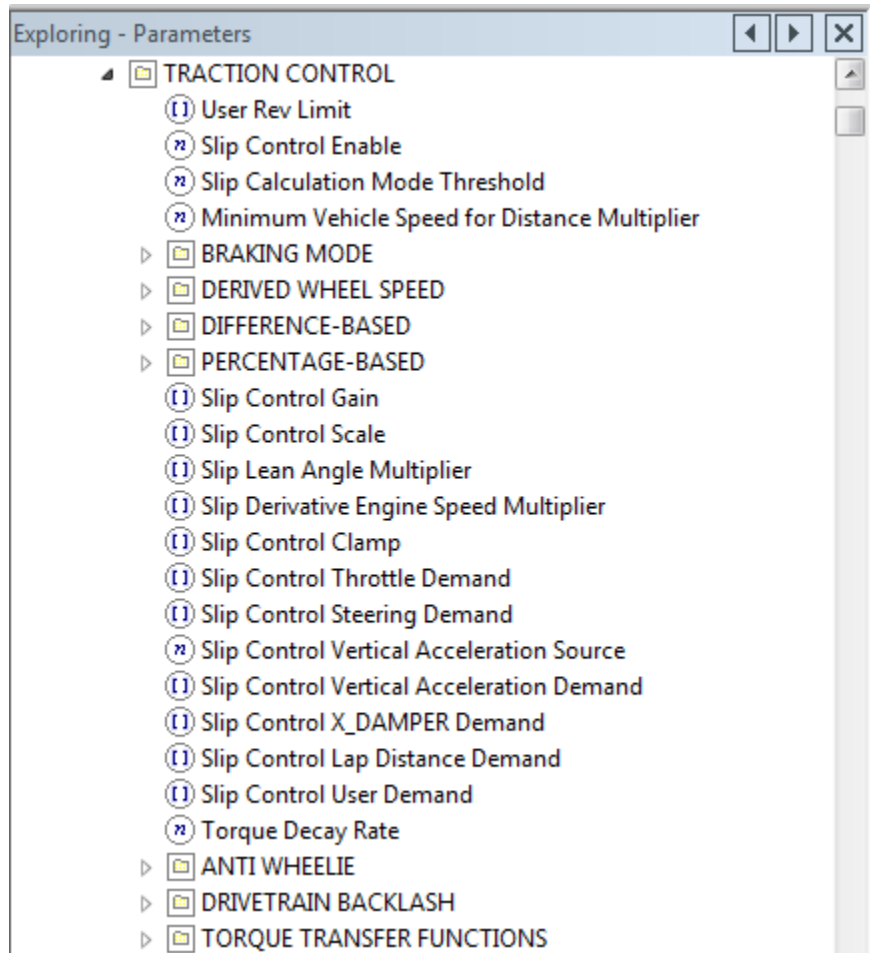 Exploring - Parameters
TRACTION CONTROL
[ ] User Rev Limit
n Slip Control Enable
n Slip Calculation Mode Threshold
n Minimum Vehicle Speed for Distance Multiplier
BRAKING MODE
DERIVED WHEEL SPEED
DIFFERENCE-BASED
PERCENTAGE-BASED
[ ] Slip Control Gain
[ ] Slip Control Scale
[ ] Slip Lean Angle Multiplier
[ ] Slip Derivative Engine Speed Multiplier
[ ] Slip Control Clamp
[ ] Slip Control Throttle Demand
[ ] Slip Control Steering Demand
n Slip Control Vertical Acceleration Source
[ ] Slip Control Vertical Acceleration Demand
[ ] Slip Control X_DAMPER Demand
[ ] Slip Control Lap Distance Demand
[ ] Slip Control User Demand
n Torque Decay Rate
ANTI WHEELIE
DRIVETRAIN BACKLASH
TORQUE TRANSFER FUNCTIONS